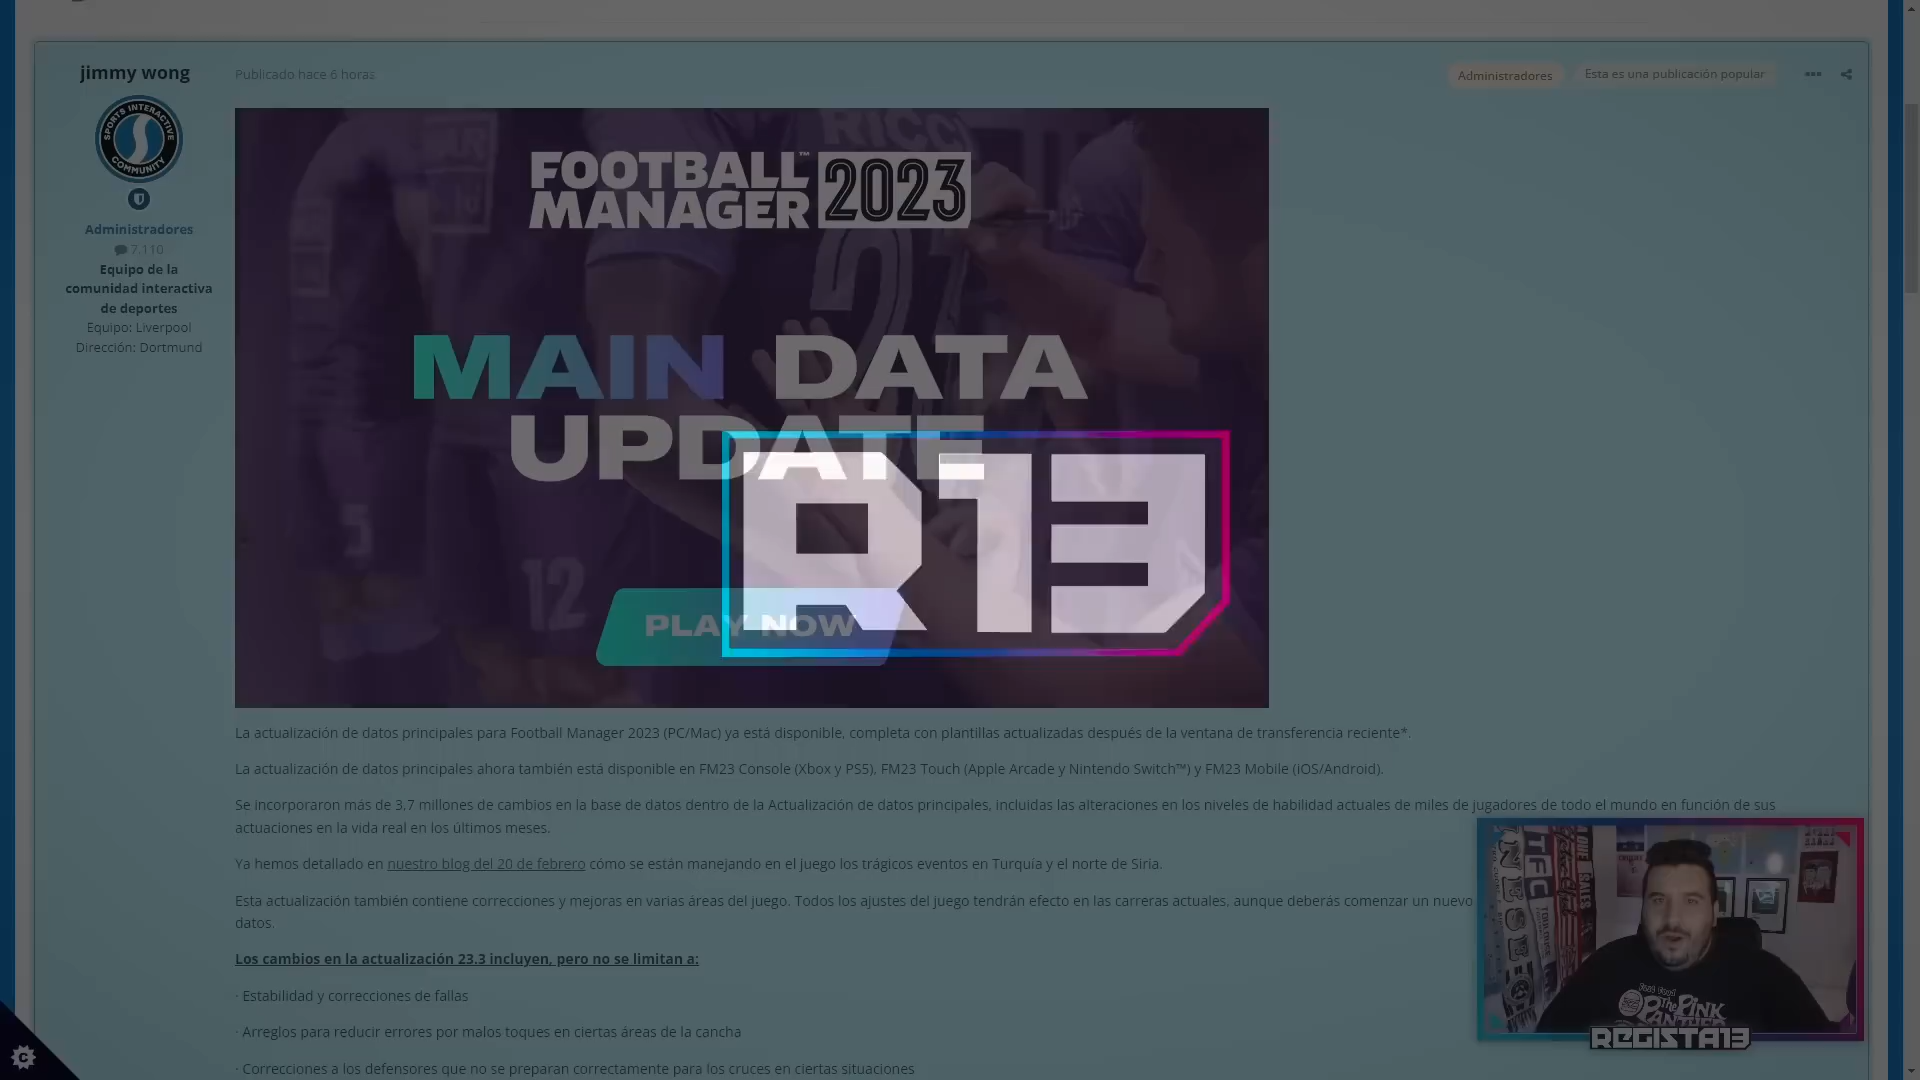 jimmy wong
Publicado hace 6 horas
Administradores
Esta es una publicación popular
SPORTS INTERACTIVE
COMMUNITY
Administradores
7.110
Equipo de la
comunidad interactiva
de deportes
Equipo: Liverpool
Dirección: Dortmund
RICCI
FOOTBALL
MANAGER 2023
MAIN DATA
UPDATE
R13
12
PLAY NOW
La actualización de datos principales para Football Manager 2023 (PC/Mac) ya está disponible, completa con plantillas actualizadas después de la ventana de transferencia reciente*.
La actualización de datos principales ahora también está disponible en FM23 Console (Xbox y PS5), FM23 Touch (Apple Arcade y Nintendo Switch™) y FM23 Mobile (iOS/Android).
Se incorporaron más de 3,7 millones de cambios en la base de datos dentro de la Actualización de datos principales, incluidas las alteraciones en los niveles de habilidad actuales de miles de jugadores de todo el mundo en función de sus
actuaciones en la vida real en los últimos meses.
Ya hemos detallado en nuestro blog del 20 de febrero cómo se están manejando en el juego los trágicos eventos en Turquía y el norte de Siria.
Esta actualización también contiene correcciones y mejoras en varias áreas del juego. Todos los ajustes del juego tendrán efecto en las carreras actuales, aunque deberás comenzar un nuevo
datos.
Los cambios en la actualización 23.3 incluyen, pero no se limitan a:
· Estabilidad y correcciones de fallas
· Arreglos para reducir errores por malos toques en ciertas áreas de la cancha
· Correcciones a los defensores que no se preparan correctamente para los cruces en ciertas situaciones
TFC
The PINK
PANTHER
REGISTA13